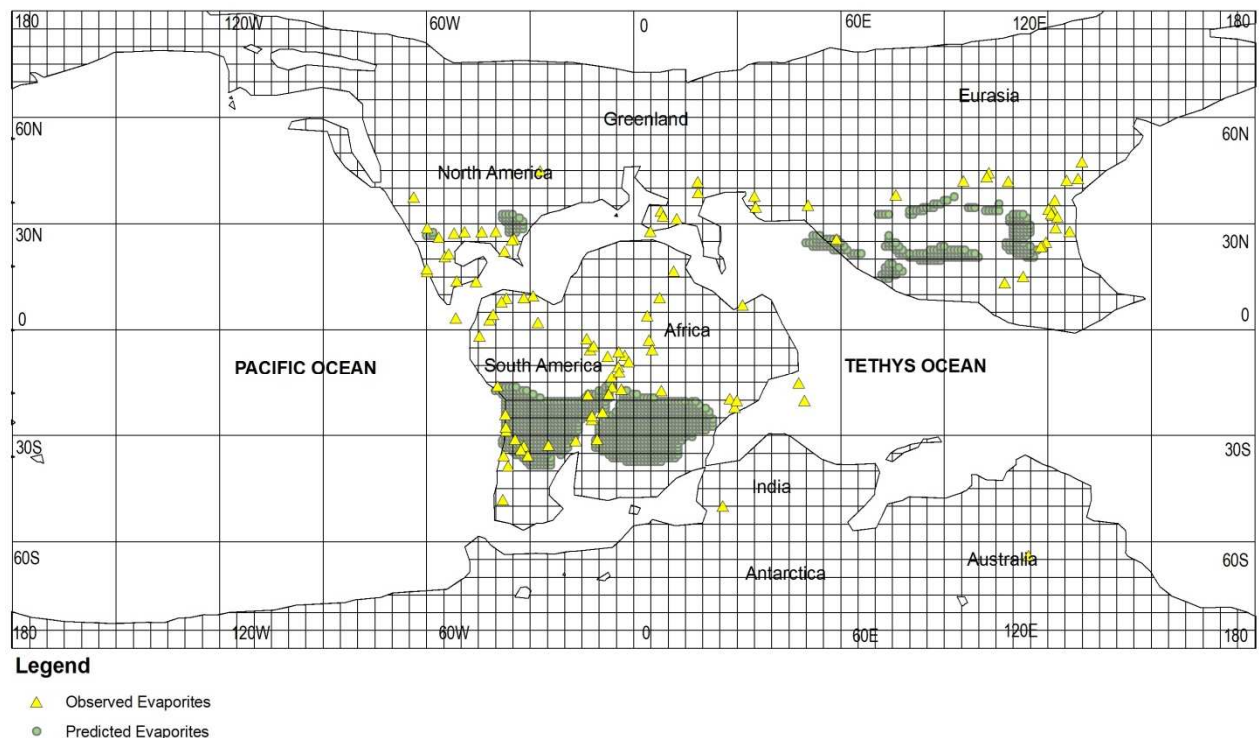 180 120W 60W 0 60E 120E 180
Eurasia
60N Greenland 60N
North America
30N 30N
0 Africa 0
PACIFIC OCEAN South America TETHYS OCEAN
30S 30S
India
60S Australia 60S
Antarctica
180 120W 60W 0 60E 120E 180
Legend
Observed Evaporites
Predicted Evaporites